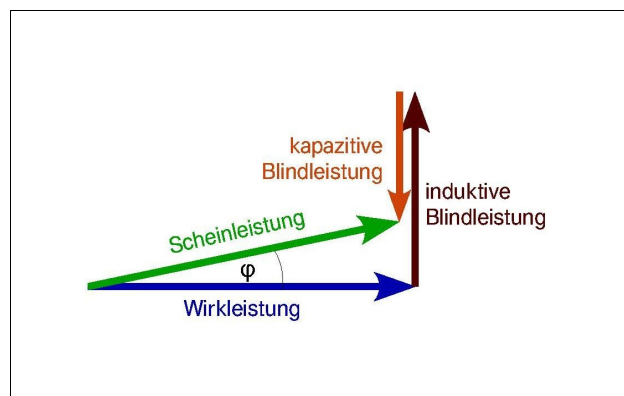 kapazitive
Blindleistung
induktive
Blindleistung
Scheinleistung
φ
Wirkleistung